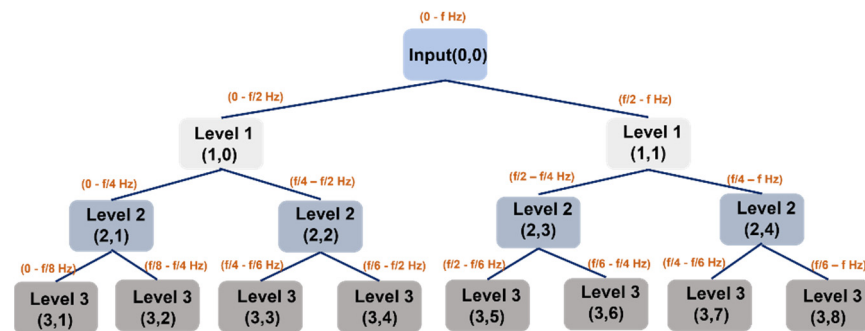 (0 - f Hz)
Input(0,0)
(0 - f/2 Hz)
(f/2 - f Hz)
Level 1
(1,0)
Level 1
(1,1)
(0 - f/4 Hz)
(f/4 – f/2 Hz)
(f/2 – f/4 Hz)
(f/4 – f Hz)
Level 2
(2,1)
Level 2
(2,2)
Level 2
(2,3)
Level 2
(2,4)
(0 - f/8 Hz)
(f/8 - f/4 Hz)
(f/4 - f/6 Hz)
(f/6 - f/2 Hz)
(f/2 - f/6 Hz)
(f/6 - f/4 Hz)
(f/4 - f/6 Hz)
(f/6 – f Hz)
Level 3
(3,1)
Level 3
(3,2)
Level 3
(3,3)
Level 3
(3,4)
Level 3
(3,5)
Level 3
(3,6)
Level 3
(3,7)
Level 3
(3,8)